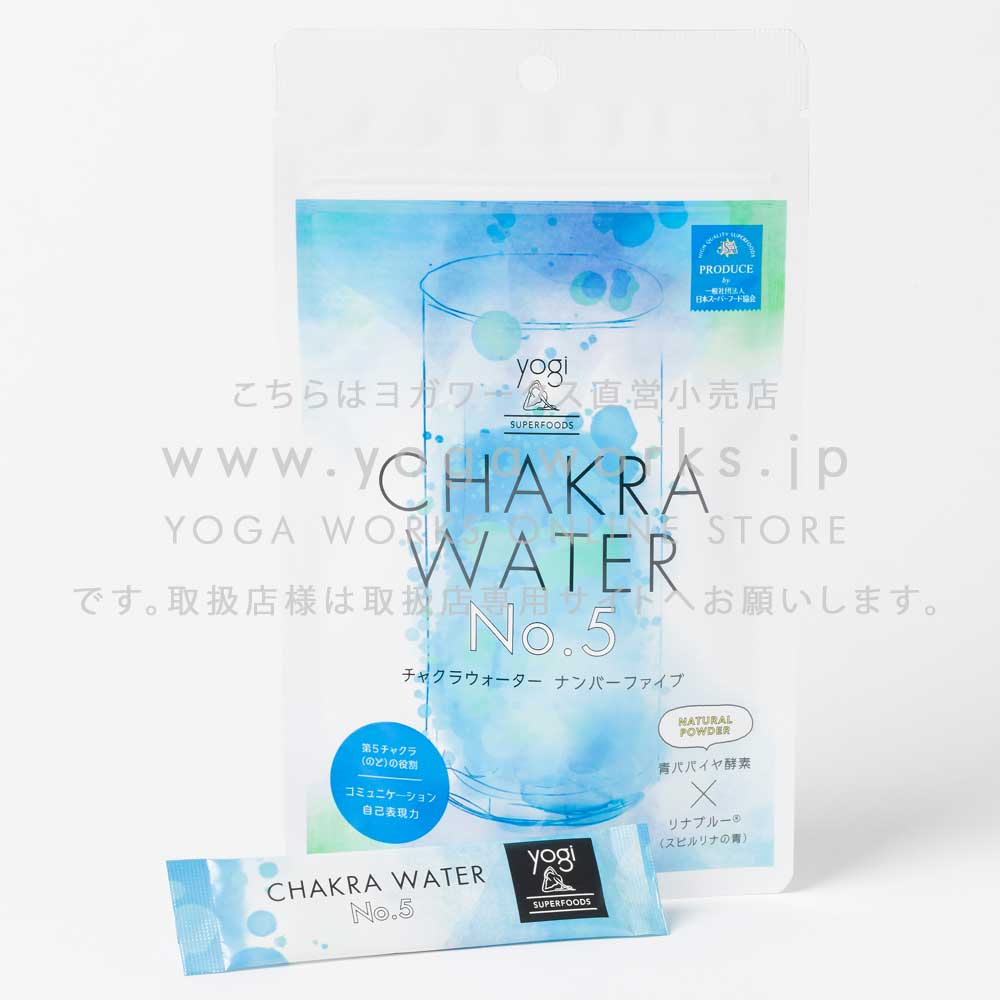 HIGH QUALITY SUPERFOODS
PRODUCE
by
一般社団法人
日本スーパーフード協会
yogi
SUPERFOODS
こちらはヨガワークス直営小売店
www.yogaworks.jp
CHAKRA
YOGA WORKS ONLINE STORE
WATER
です。取扱店様は取扱店専用サイトへお願いします。
No.5
チャクラウォーター ナンバーファイブ
NATURAL
POWDER
青パパイヤ酵素
×
リナブルー®
(スピルリナの青)
第5チャクラ
(のど)の役割
コミュニケーション
自己表現力
CHAKRA WATER
No.5
yogi
SUPERFOODS